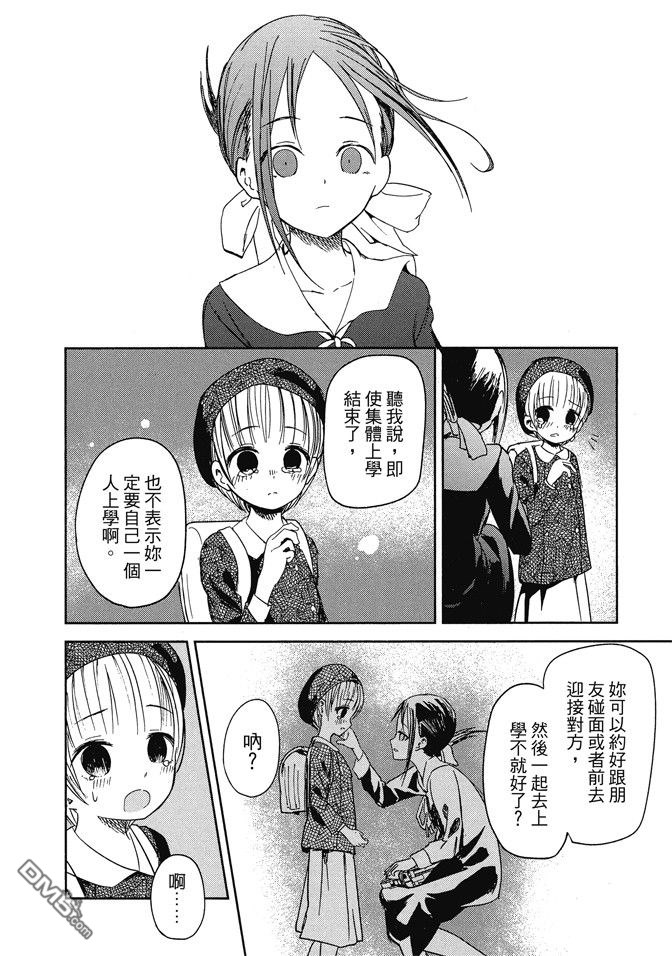 聽我說，即
使集體上學
結束了，
也不表示妳一
定要自己一個
人上學啊。
妳可以約好跟朋
友碰面或者前去
迎接對方，
然後一起去上
學不就好了？
吶？
啊……
DM5.com